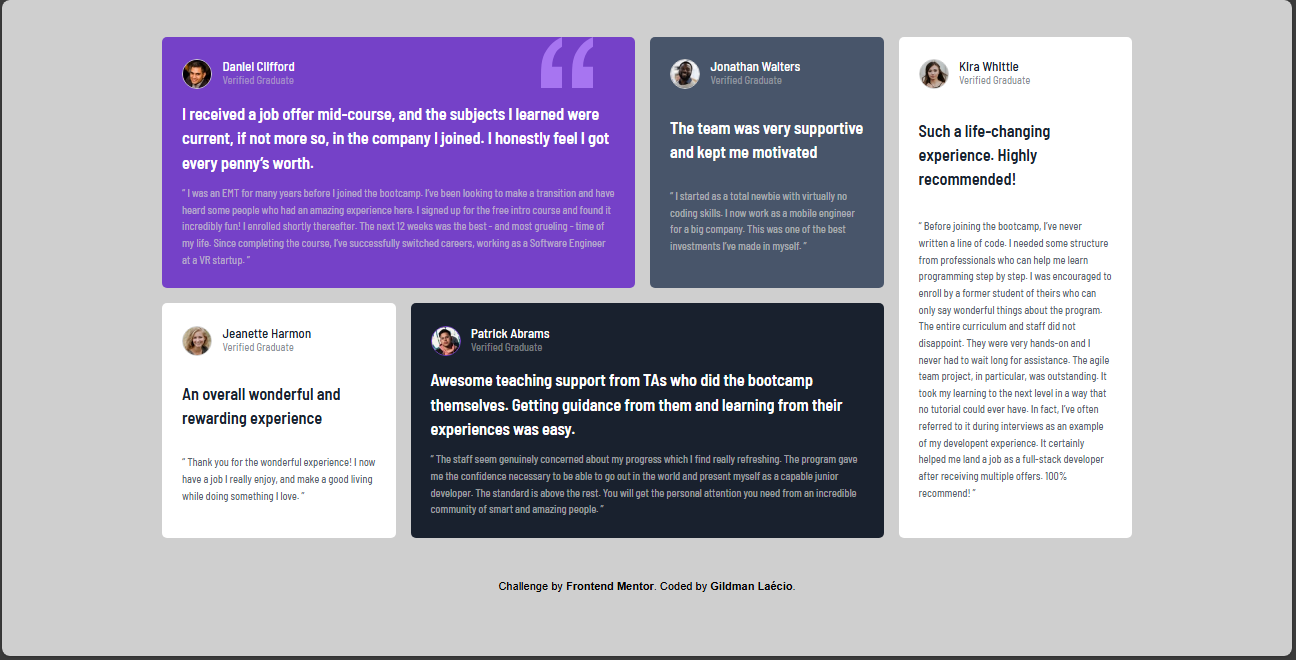 Daniel Clifford
Verified Graduate
I received a job offer mid-course, and the subjects I learned were
current, if not more so, in the company I joined. I honestly feel I got
every penny’s worth.
“ I was an EMT for many years before I joined the bootcamp. I’ve been looking to make a transition and have
heard some people who had an amazing experience here. I signed up for the free intro course and found it
incredibly fun! I enrolled shortly thereafter. The next 12 weeks was the best - and most grueling - time of
my life. Since completing the course, I’ve successfully switched careers, working as a Software Engineer
at a VR startup. ”
Jonathan Walters
Verified Graduate
The team was very supportive
and kept me motivated
“ I started as a total newbie with virtually no
coding skills. I now work as a mobile engineer
for a big company. This was one of the best
investments I’ve made in myself. ”
Kira Whittle
Verified Graduate
Such a life-changing
experience. Highly
recommended!
“ Before joining the bootcamp, I’ve never
written a line of code. I needed some structure
from professionals who can help me learn
programming step by step. I was encouraged to
enroll by a former student of theirs who can
only say wonderful things about the program.
The entire curriculum and staff did not
disappoint. They were very hands-on and I
never had to wait long for assistance. The agile
team project, in particular, was outstanding. It
took my learning to the next level in a way that
no tutorial could ever have. In fact, I’ve often
referred to it during interviews as an example
of my developent experience. It certainly
helped me land a job as a full-stack developer
after receiving multiple offers. 100%
recommend! ”
Jeanette Harmon
Verified Graduate
An overall wonderful and
rewarding experience
“ Thank you for the wonderful experience! I now
have a job I really enjoy, and make a good living
while doing something I love. ”
Patrick Abrams
Verified Graduate
Awesome teaching support from TAs who did the bootcamp
themselves. Getting guidance from them and learning from their
experiences was easy.
“ The staff seem genuinely concerned about my progress which I find really refreshing. The program gave
me the confidence necessary to be able to go out in the world and present myself as a capable junior
developer. The standard is above the rest. You will get the personal attention you need from an incredible
community of smart and amazing people. ”
Challenge by Frontend Mentor. Coded by Gildman Laécio.